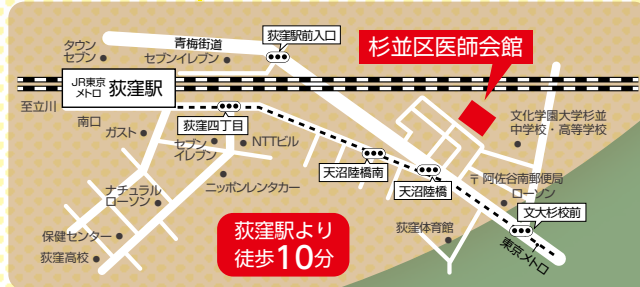 荻窪駅前入口
青梅街道
タウン
セブン
セブンイレブン
杉並区医師会館
JR東京
メトロ
荻窪駅
至立川
南口
ガスト
荻窪四丁目
セブン
イレブン
NTTビル
文化学園大学杉並
中学校・高等学校
天沼陸橋南
天沼陸橋
〒阿佐谷南郵便局
ローソン
ニッポンレンタカー
ナチュラル
ローソン
文大杉校前
荻窪駅より
徒歩10分
荻窪体育館
保健センター
荻窪高校
東京メトロ